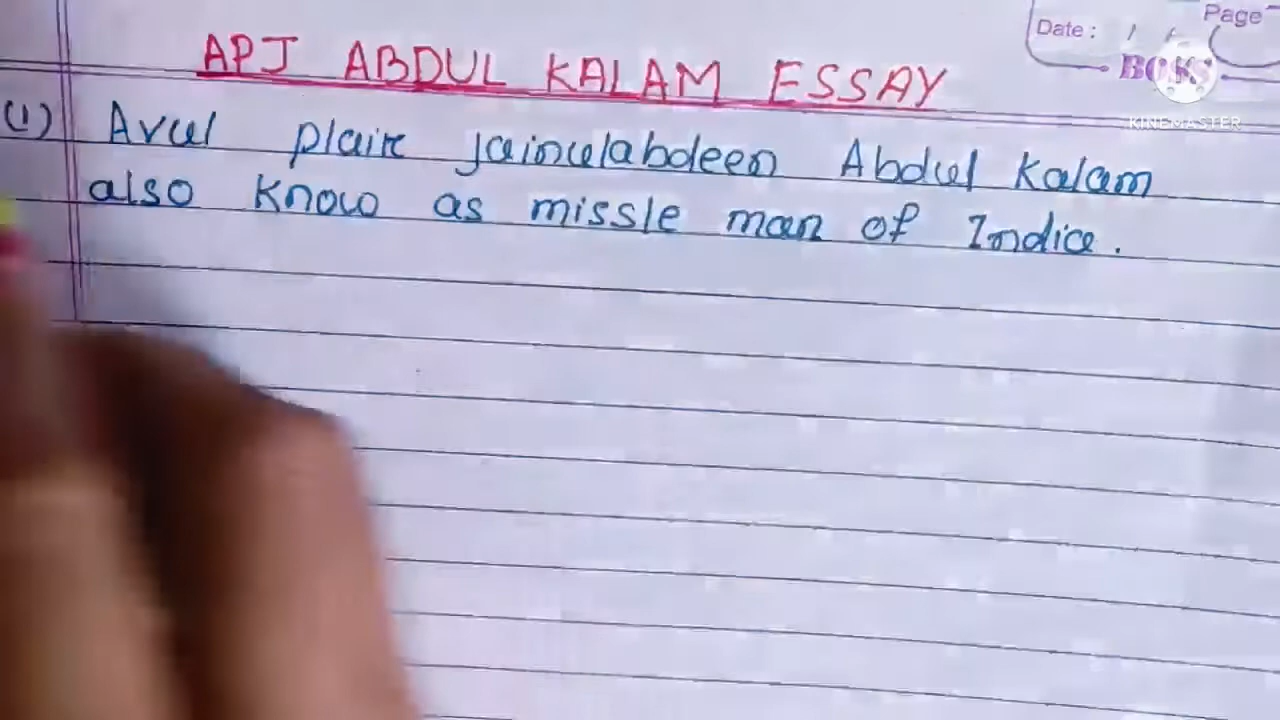 Page
Date : / /
BOSS
KINEMASTER
APJ ABDUL KALAM ESSAY
(1) Avul plair jainulabdeen Abdul Kalam
also know as missle man of India.